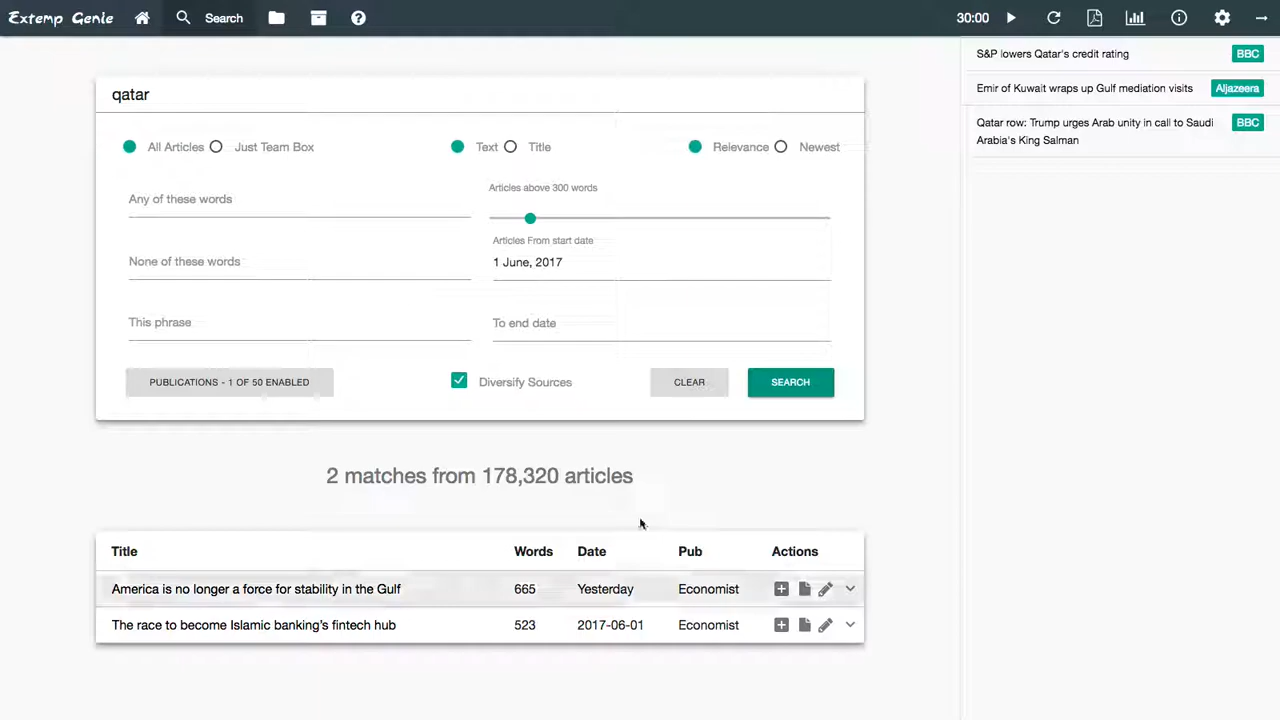 Extemp Genie
Search
30:00
qatar
All Articles
Just Team Box
Text
Title
Relevance
Newest
Any of these words
Articles above 300 words
Articles From start date
None of these words
1 June, 2017
This phrase
To end date
PUBLICATIONS - 1 OF 50 ENABLED
Diversify Sources
CLEAR
SEARCH
2 matches from 178,320 articles
Title Words Date Pub Actions
America is no longer a force for stability in the Gulf 665 Yesterday Economist
The race to become Islamic banking's fintech hub 523 2017-06-01 Economist
S&P lowers Qatar's credit rating BBC
Emir of Kuwait wraps up Gulf mediation visits Aljazeera
Qatar row: Trump urges Arab unity in call to Saudi BBC
Arabia's King Salman